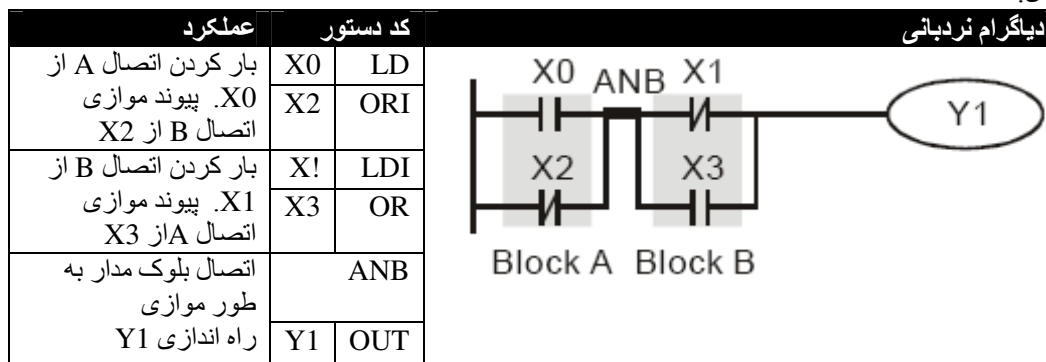 دیاگرام نردبانی
کد دستور
عملکرد
LD
X0
بار کردن اتصال A از
ORI
X2
X0. پیوند موازی
اتصال B از X2
LDI
X!
بار کردن اتصال B از
OR
X3
X1. پیوند موازی
اتصال A از X3
ANB
اتصال بلوک مدار به
طور موازی
OUT
Y1
راه اندازی Y1
X0
ANB
X1
Y1
X2
X3
Block A
Block B